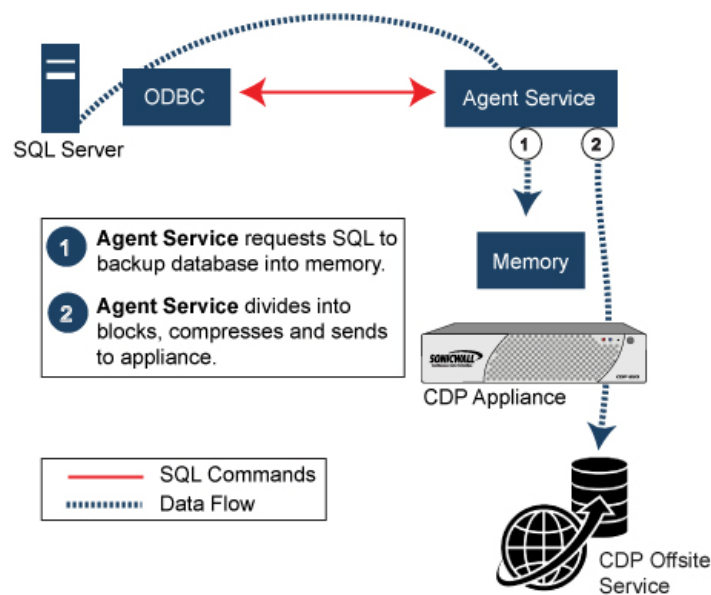 ODBC
Agent Service
SQL Server
1
2
1 Agent Service requests SQL to
backup database into memory.
2 Agent Service divides into
blocks, compresses and sends
to appliance.
Memory
SONICWALL
CDP Appliance
SQL Commands
Data Flow
CDP Offsite
Service